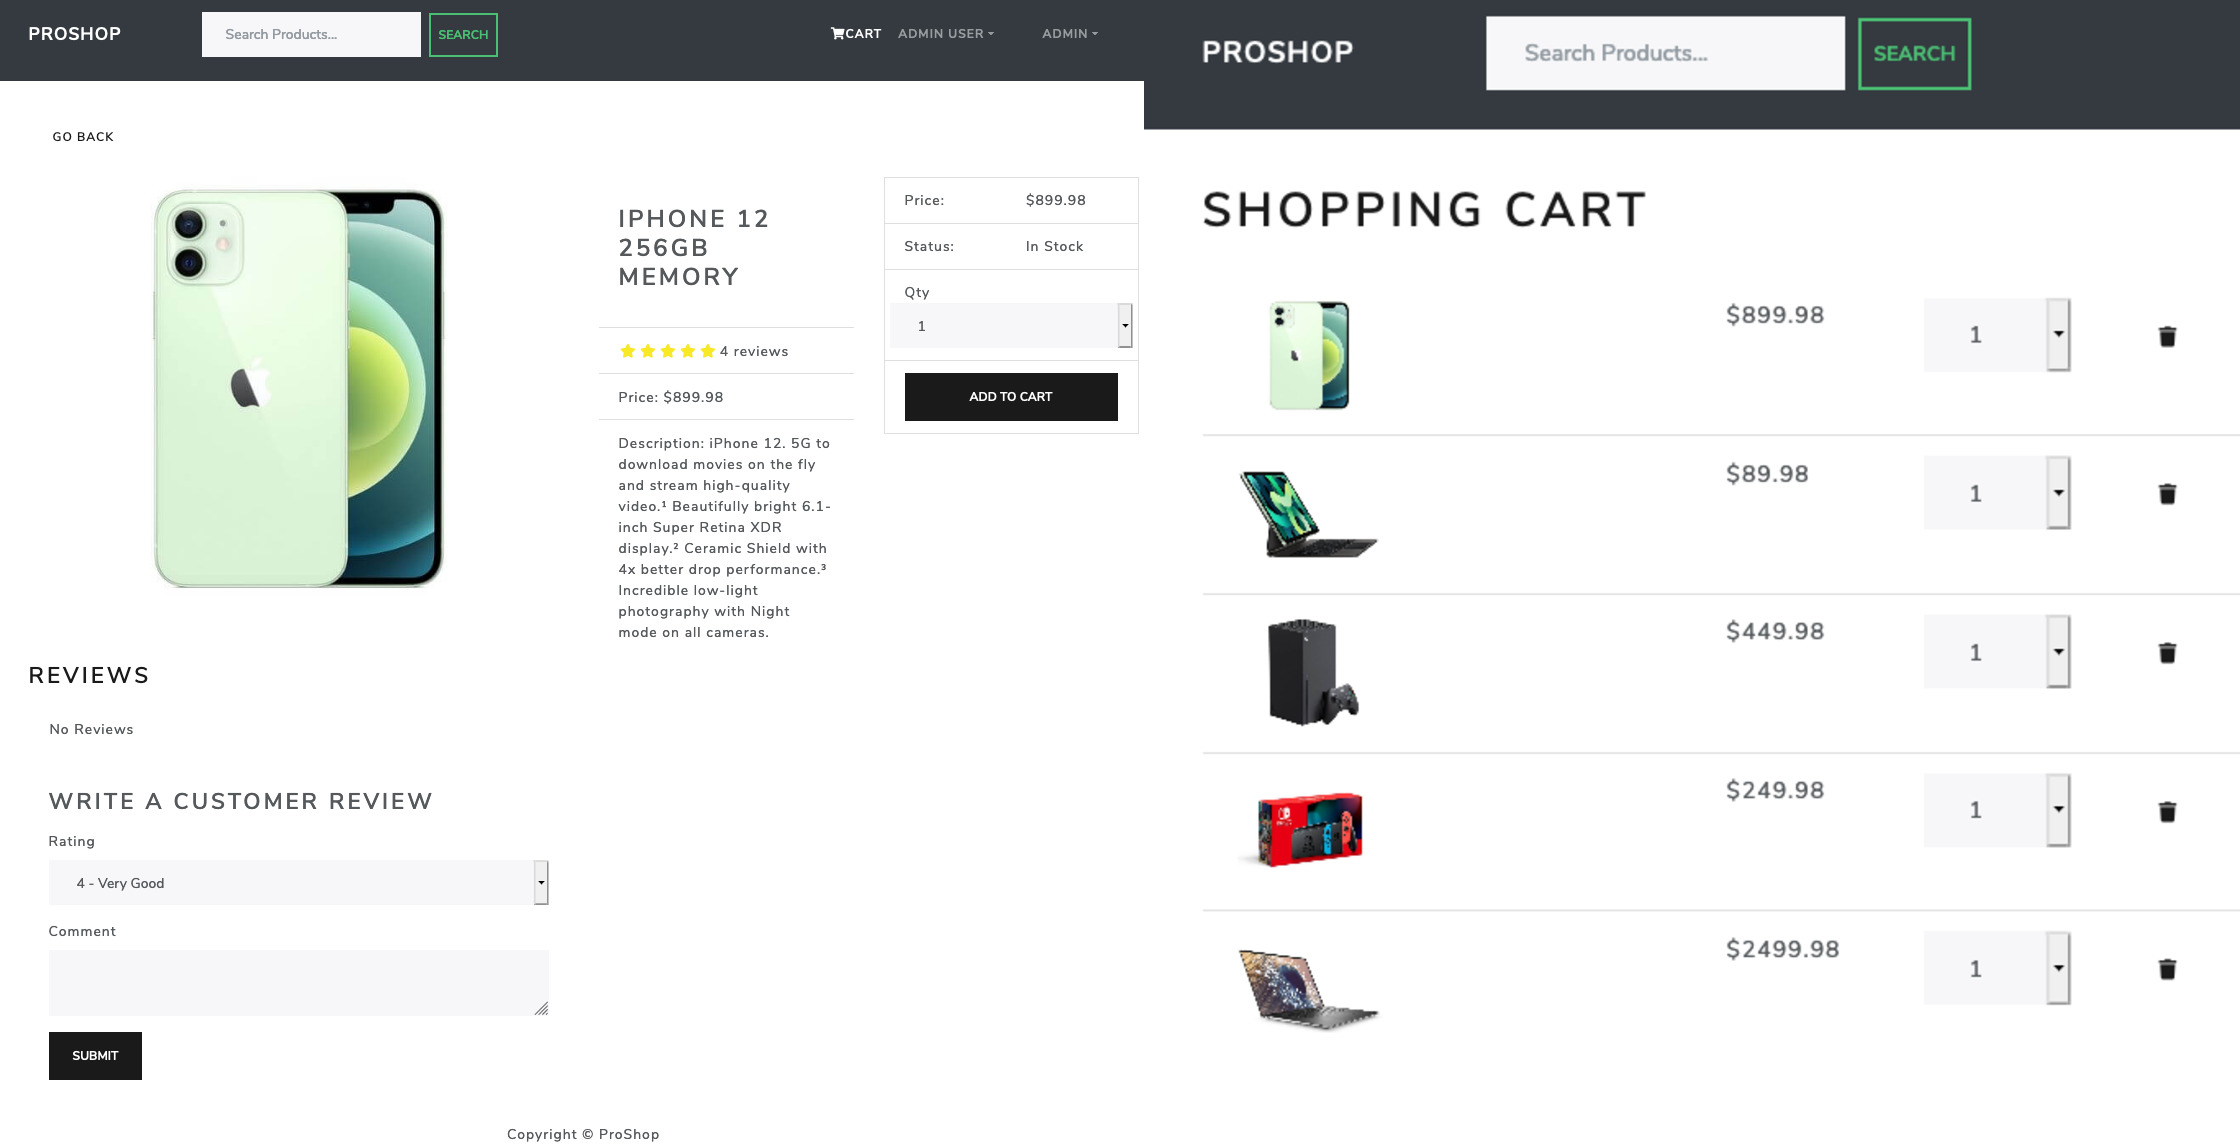 PROSHOP
Search Products...
SEARCH
CART
ADMIN USER
ADMIN
GO BACK
IPHONE 12
256GB
MEMORY
4 reviews
Price: $899.98
Description: iPhone 12. 5G to
download movies on the fly
and stream high-quality
video.¹ Beautifully bright 6.1-
inch Super Retina XDR
display.² Ceramic Shield with
4x better drop performance.³
Incredible low-light
photography with Night
mode on all cameras.
Price: $899.98
Status: In Stock
Qty
1
ADD TO CART
REVIEWS
No Reviews
WRITE A CUSTOMER REVIEW
Rating
4 - Very Good
Comment
SUBMIT
Copyright © ProShop
PROSHOP
Search Products...
SEARCH
SHOPPING CART
$899.98 1
$89.98 1
$449.98 1
$249.98 1
$2499.98 1